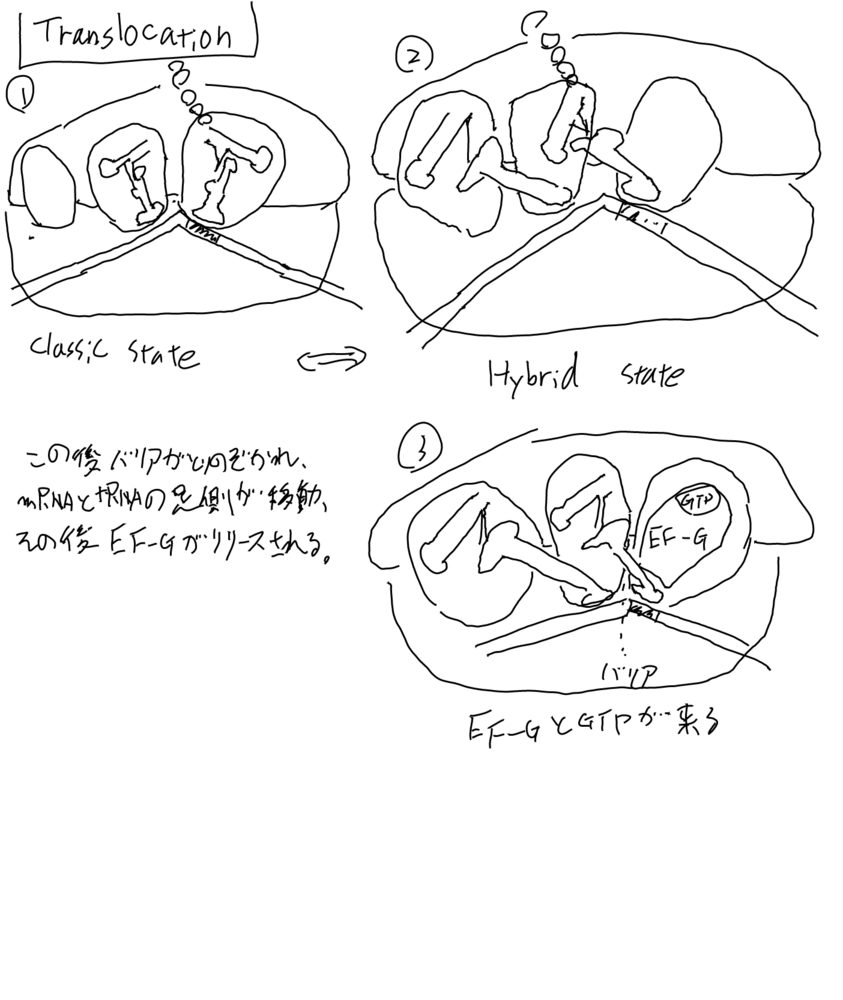 Translocation
①
②
Classic state
⇔
Hybrid state
③
この後バリアがとりのぞかれ、
mRNAとtRNAの足側が移動、
その後EF-Gがリリースされる。
GTP
EF-G
バリア
EF-GとGTPが来る